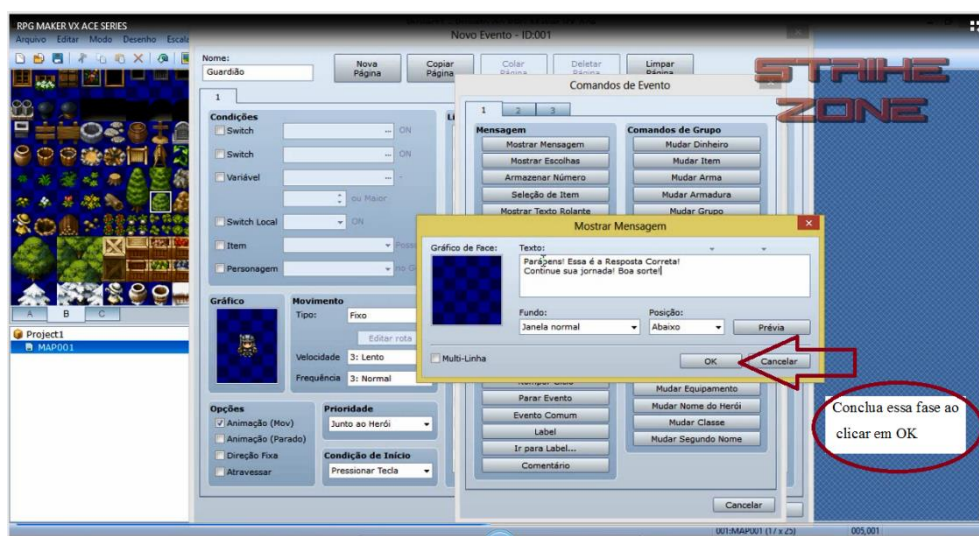 RPG MAKER VX ACE SERIES
Arquivo Editar Modo Desenho Escala
Novo Evento - ID:001
Nome:
Guardião
Nova Página
Copiar Página
Colar Página
Deletar Página
Limpar Página
STRIKE ZONE
1
Condições
Switch ... ON
Switch ... ON
Variável ... -
ou Maior
Switch Local ON
Item
Personagem
Gráfico
Movimento
Tipo: Fixo
Editar rota
Velocidade 3: Lento
Frequência 3: Normal
Opções
Animação (Mov)
Animação (Parado)
Direção Fixa
Atravessar
Prioridade
Junto ao Herói
Condição de Início
Pressionar Tecla
Comandos de Evento
1 2 3
Mensagem
Mostrar Mensagem
Mostrar Escolhas
Armazenar Número
Seleção de Item
Mostrar Texto Rolante
Comandos de Grupo
Mudar Dinheiro
Mudar Item
Mudar Arma
Mudar Armadura
Mudar Grupo
Mostrar Mensagem
Gráfico de Face:
Texto:
Parábens! Essa é a Resposta Correta!
Continue sua jornada! Boa sorte!
Fundo:
Janela normal
Posição:
Abaixo
Prévia
Multi-Linha
OK
Cancelar
Romper Ciclo
Parar Evento
Evento Comum
Label
Ir para Label...
Comentário
Mudar Equipamento
Mudar Nome do Herói
Mudar Classe
Mudar Segundo Nome
Cancelar
Conclua essa fase ao
clicar em OK
A B C
Project1
MAP001
001:MAP001 (17 x 25)
005,001